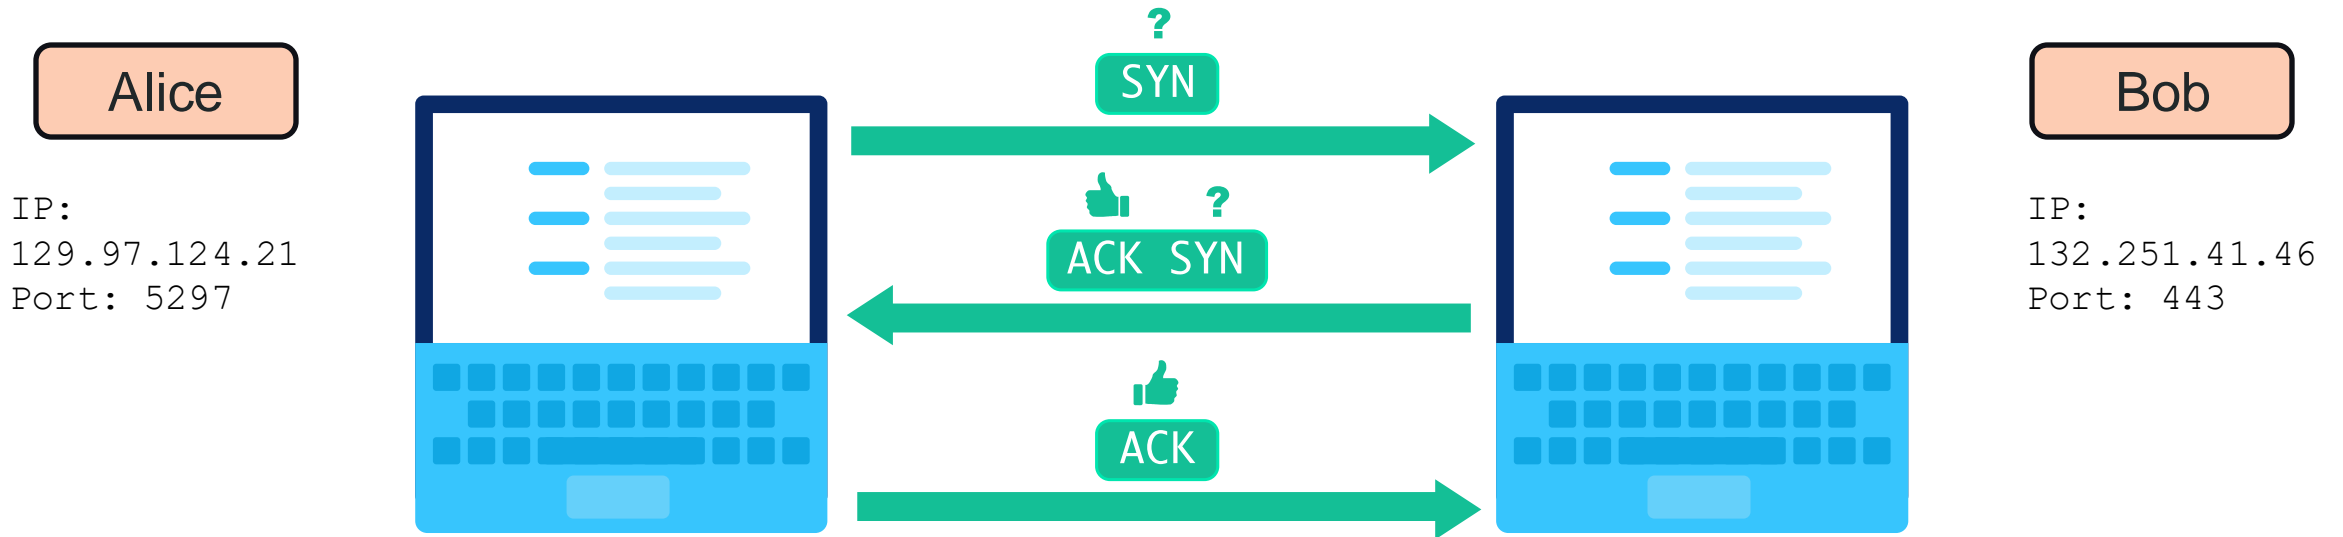 Alice
IP:
129.97.124.21
Port: 5297
?
SYN
?
ACK SYN
ACK
Bob
IP:
132.251.41.46
Port: 443